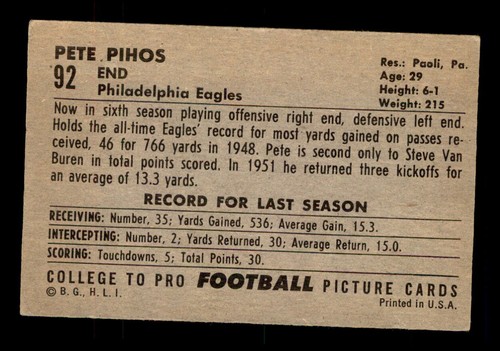 PETE PIHOS
92 END
Philadelphia Eagles
Res.: Paoli, Pa.
Age: 29
Height: 6-1
Weight: 215
Now in sixth season playing offensive right end, defensive left end.
Holds the all-time Eagles' record for most yards gained on passes re-
ceived, 46 for 766 yards in 1948. Pete is second only to Steve Van
Buren in total points scored. In 1951 he returned three kickoffs for
an average of 13.3 yards.
RECORD FOR LAST SEASON
RECEIVING: Number, 35; Yards Gained, 536; Average Gain, 15.3.
INTERCEPTING: Number, 2; Yards Returned, 30; Average Return, 15.0.
SCORING: Touchdowns, 5; Total Points, 30.
COLLEGE TO PRO FOOTBALL PICTURE CARDS
© B. G., H. L. I.
Printed in U.S.A.